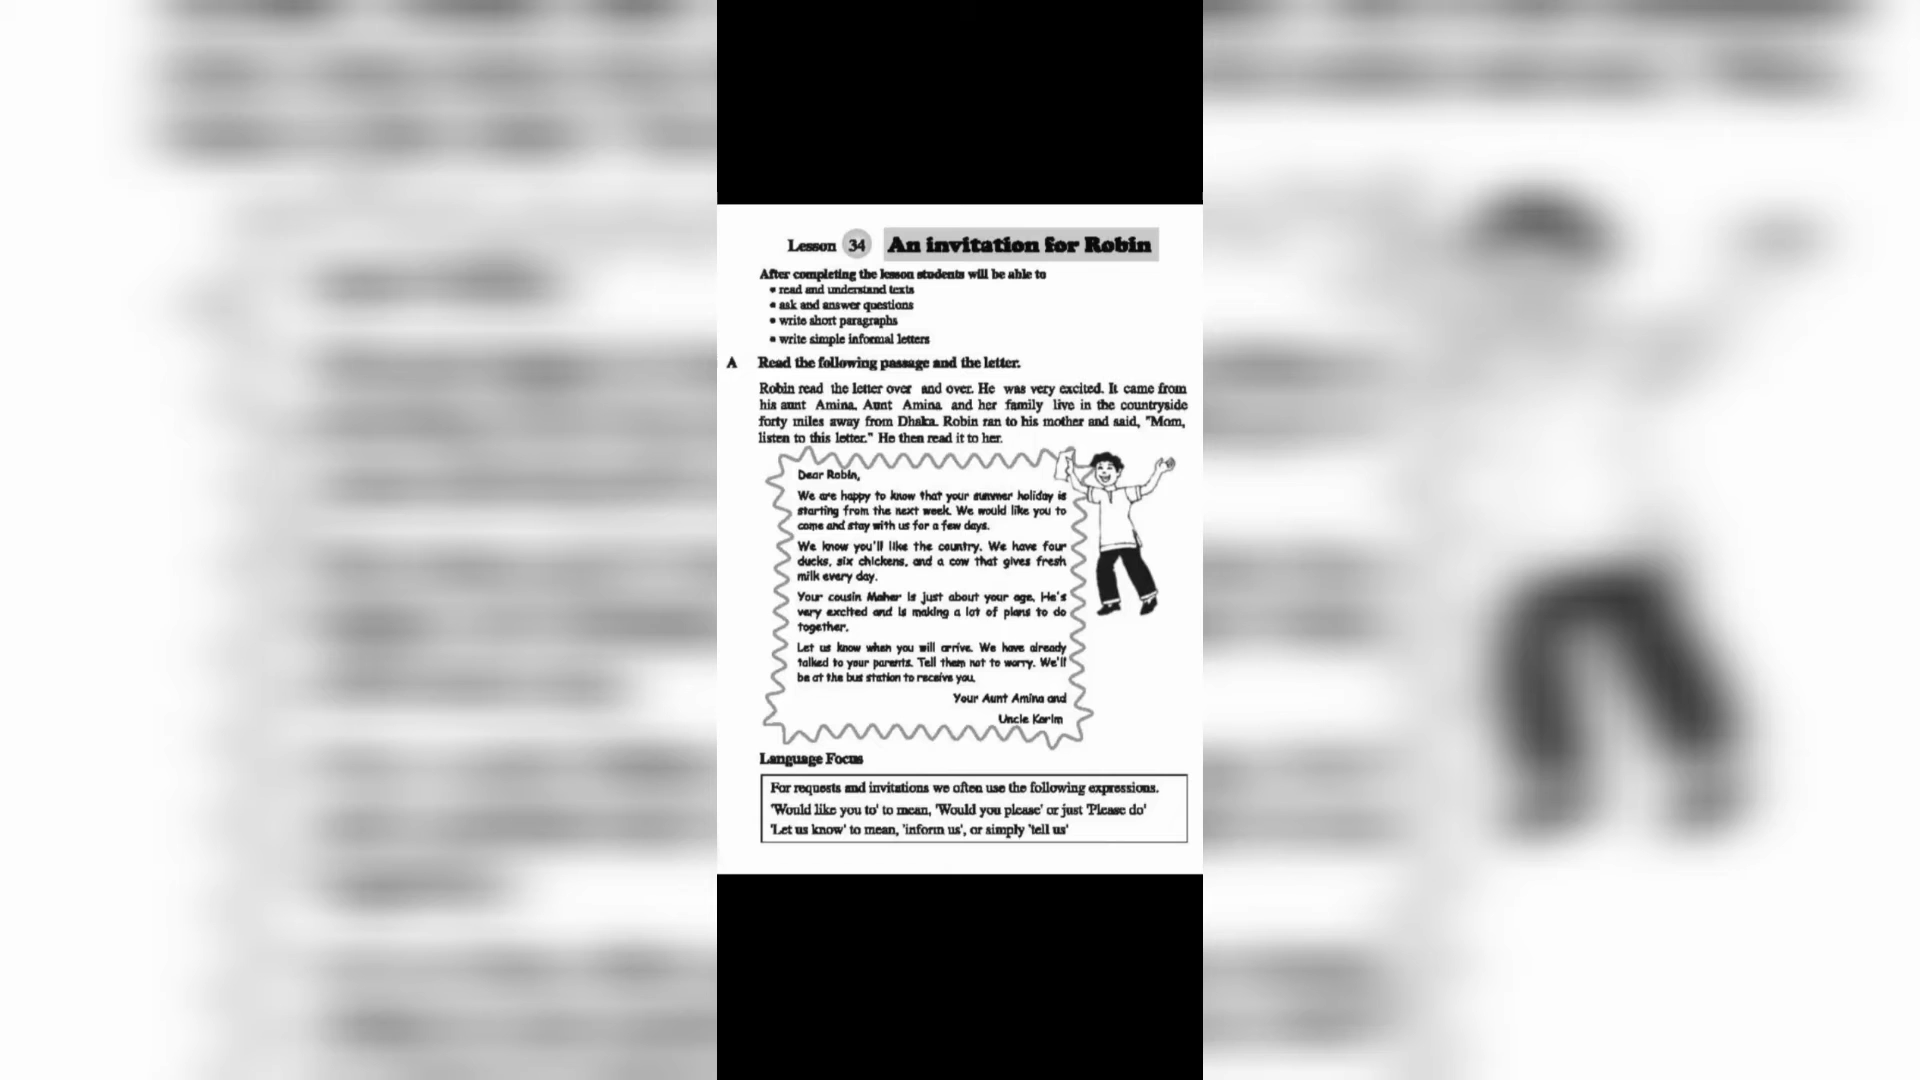 Lesson 34 An invitation for Robin
After completing the lesson students will be able to
• read and understand texts
• ask and answer questions
• write short paragraphs
• write simple informal letters
A Read the following passage and the letter.
Robin read the letter over and over. He was very excited. It came from
his aunt Amina. Aunt Amina and her family live in the countryside
forty miles away from Dhaka. Robin ran to his mother and said, "Mom,
listen to this letter." He then read it to her.
Dear Robin,
We are happy to know that your summer holiday is
starting from the next week. We would like you to
come and stay with us for a few days.
We know you'll like the country. We have four
ducks, six chickens, and a cow that gives fresh
milk every day.
Your cousin Maher is just about your age. He's
very excited and is making a lot of plans to do
together.
Let us know when you will arrive. We have already
talked to your parents. Tell them not to worry. We'll
be at the bus station to receive you.
Your Aunt Amina and
Uncle Karim
Language Focus
For requests and invitations we often use the following expressions.
'Would like you to' to mean, 'Would you please' or just 'Please do'
'Let us know' to mean, 'inform us', or simply 'tell us'